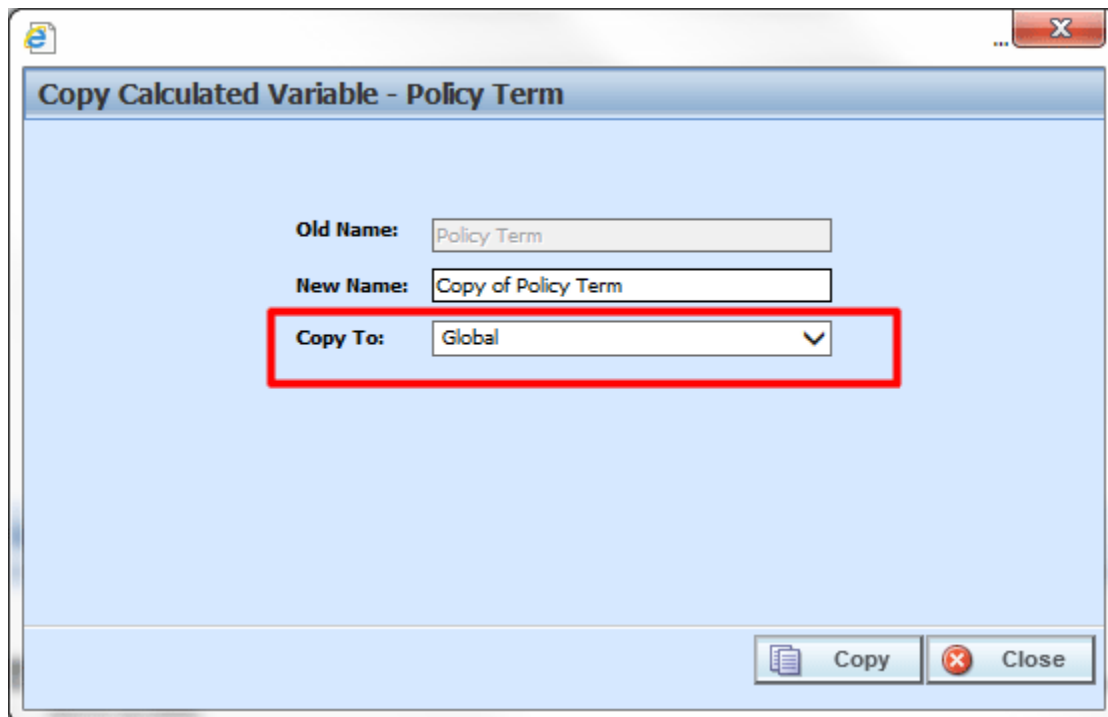 ...
Copy Calculated Variable - Policy Term
Old Name: Policy Term
New Name: Copy of Policy Term
Copy To: Global
Copy Close